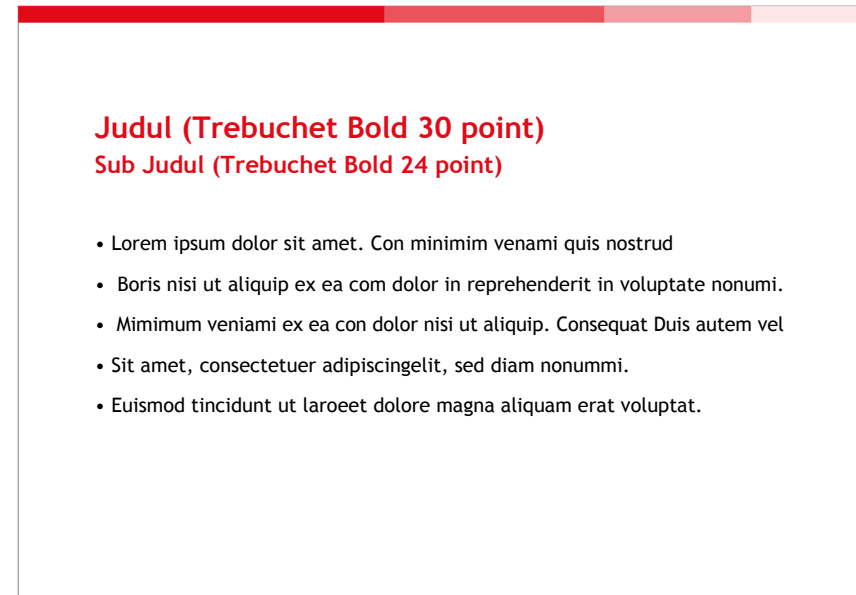 Judul (Trebuchet Bold 30 point)
Sub Judul (Trebuchet Bold 24 point)
• Lorem ipsum dolor sit amet. Con minimim venami quis nostrud
• Boris nisi ut aliquip ex ea com dolor in reprehenderit in voluptate nonumi.
• Mimimum veniami ex ea con dolor nisi ut aliquip. Consequat Duis autem vel
• Sit amet, consectetuer adipiscingelit, sed diam nonummi.
• Euismod tincidunt ut laroeet dolore magna aliquam erat voluptat.